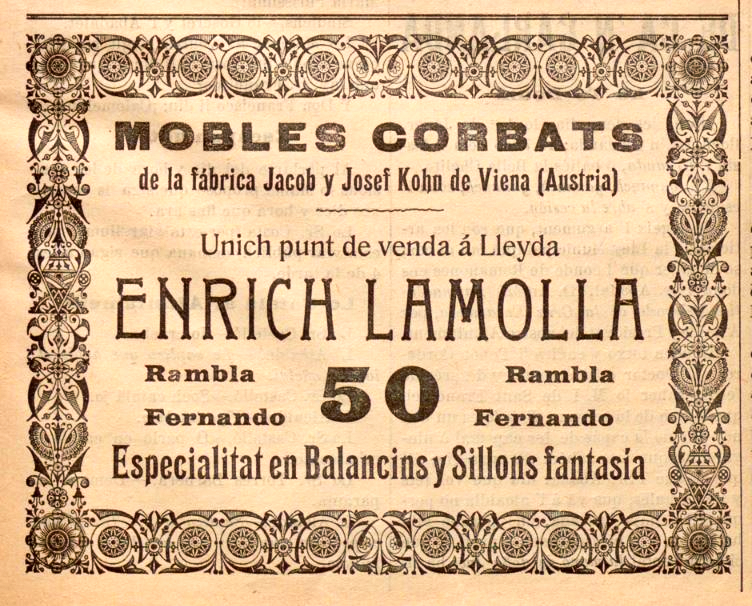 MOBLES CORBATS
de la fábrica Jacob y Josef Kohn de Viena (Austria)
Unich punt de venda á Lleyda
ENRICH LAMOLLA
Rambla Fernando 50 Rambla Fernando
Especialitat en Balancins y Sillons fantasía